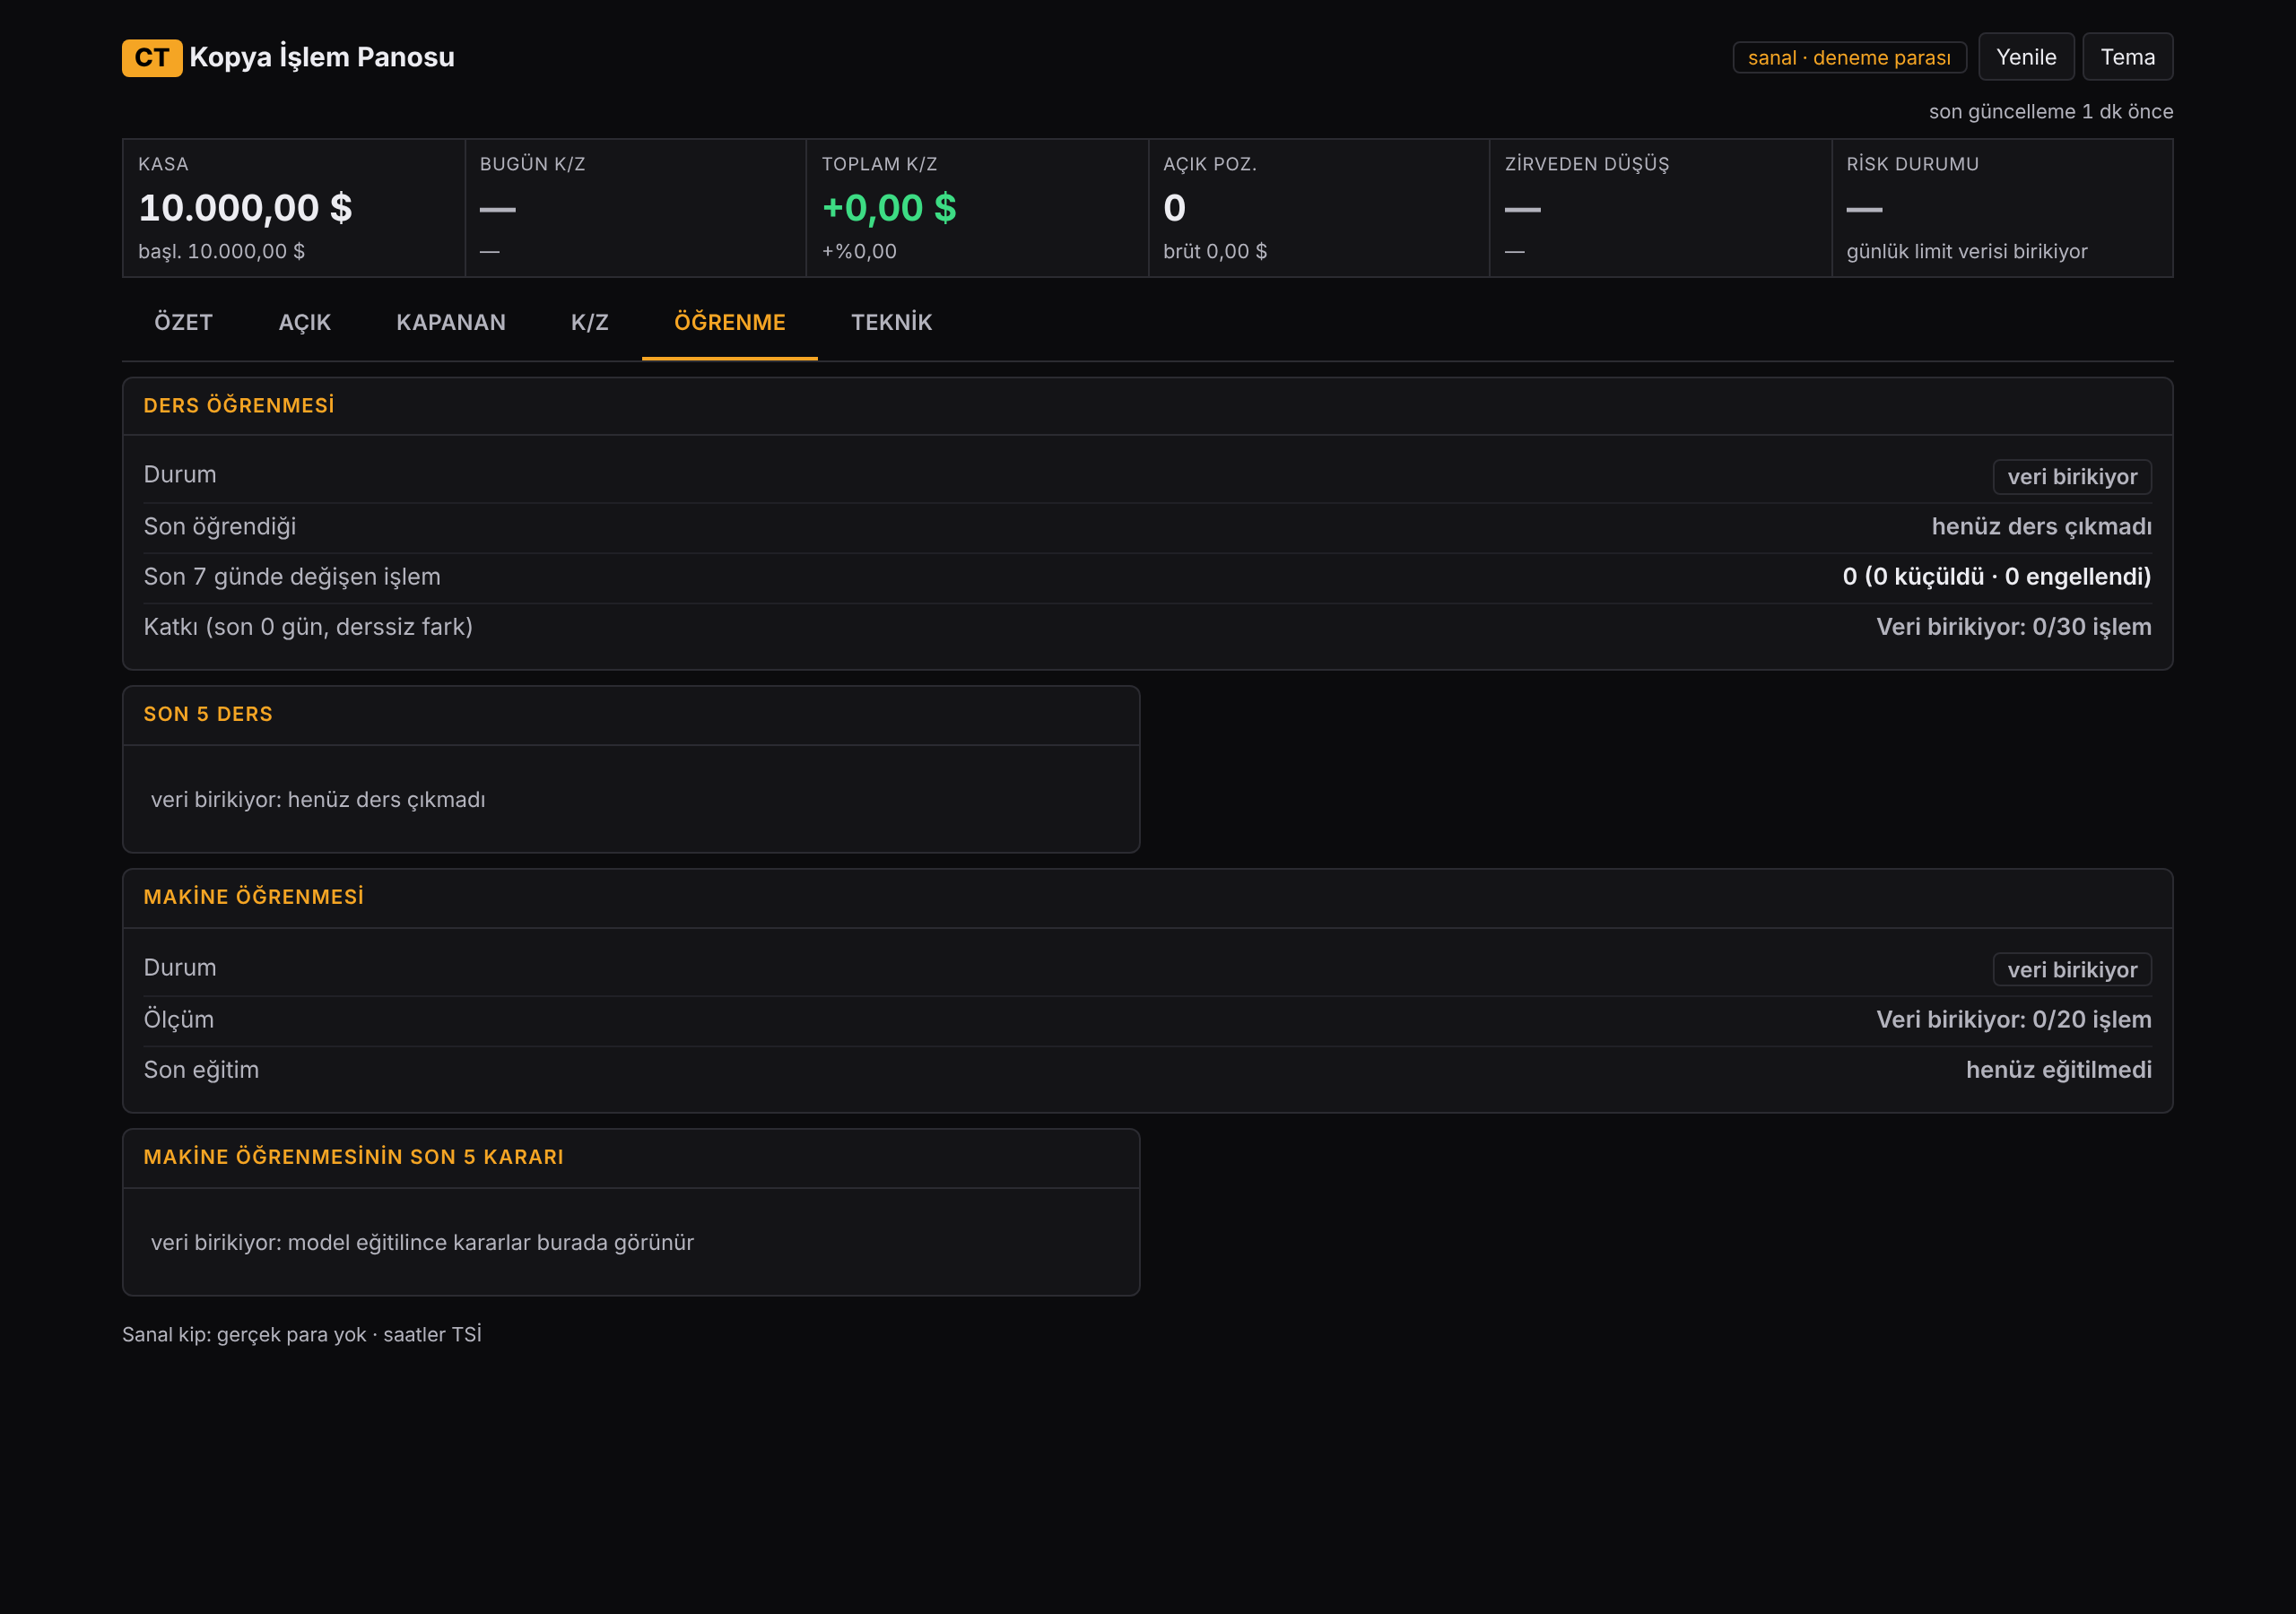 CT Kopya İşlem Panosu
sanal · deneme parası
Yenile
Tema
son güncelleme 1 dk önce
KASA
10.000,00 $
başl. 10.000,00 $
BUGÜN K/Z
—
—
TOPLAM K/Z
+0,00 $
+%0,00
AÇIK POZ.
0
brüt 0,00 $
ZİRVEDEN DÜŞÜŞ
—
—
RİSK DURUMU
—
günlük limit verisi birikiyor
ÖZET
AÇIK
KAPANAN
K/Z
ÖĞRENME
TEKNİK
DERS ÖĞRENMESİ
Durum
veri birikiyor
Son öğrendiği
henüz ders çıkmadı
Son 7 günde değişen işlem
0 (0 küçüldü · 0 engellendi)
Katkı (son 0 gün, derssiz fark)
Veri birikiyor: 0/30 işlem
SON 5 DERS
veri birikiyor: henüz ders çıkmadı
MAKİNE ÖĞRENMESİ
Durum
veri birikiyor
Ölçüm
Veri birikiyor: 0/20 işlem
Son eğitim
henüz eğitilmedi
MAKİNE ÖĞRENMESİNİN SON 5 KARARI
veri birikiyor: model eğitilince kararlar burada görünür
Sanal kip: gerçek para yok · saatler TSİ